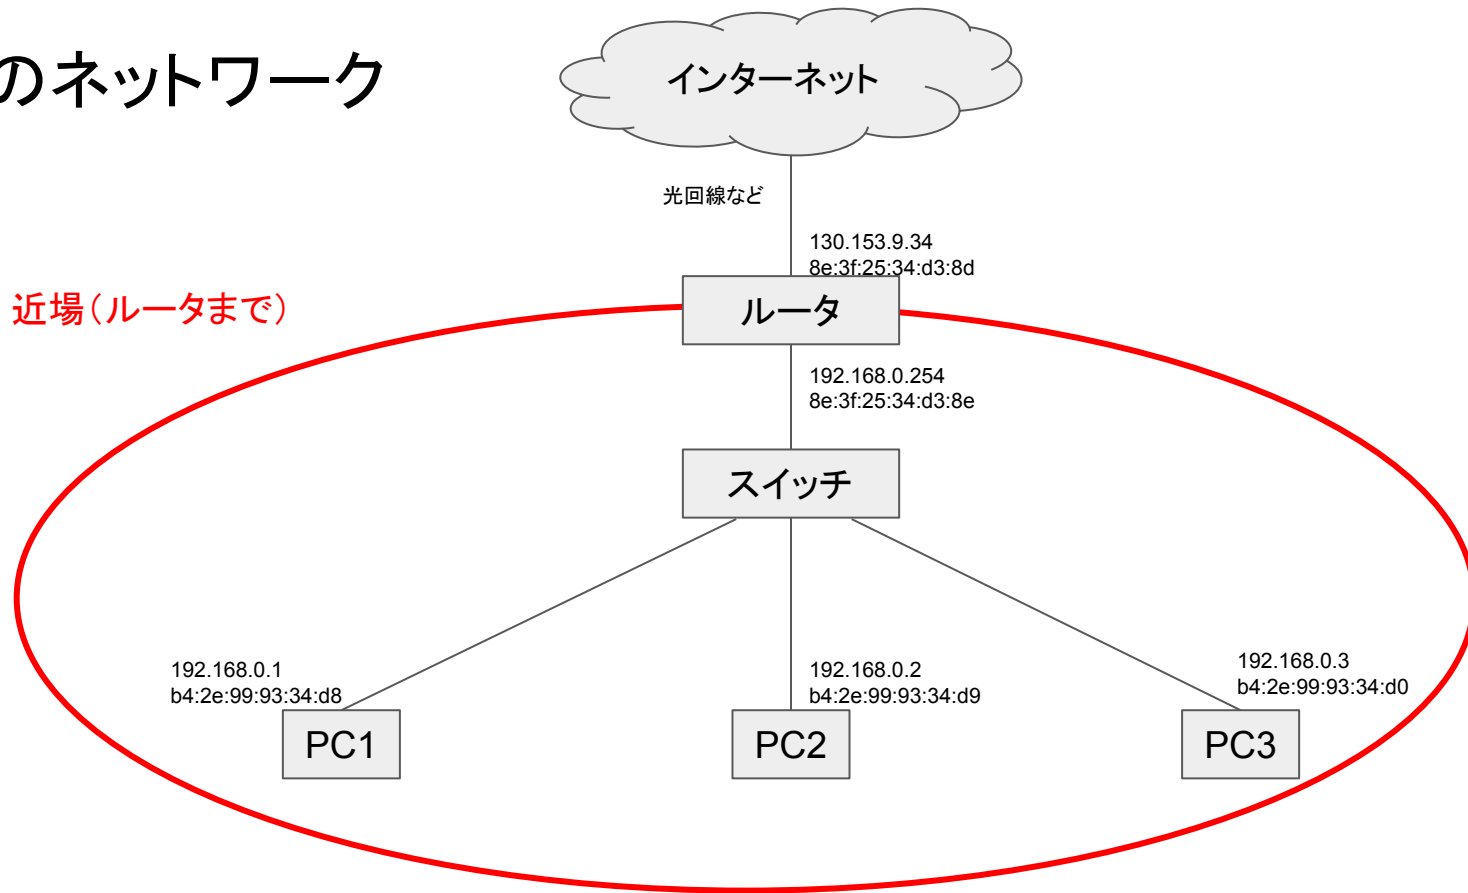 のネットワーク
インターネット
光回線など
130.153.9.34
8e:3f:25:34:d3:8d
近場(ルータまで)
ルータ
192.168.0.254
8e:3f:25:34:d3:8e
スイッチ
192.168.0.1
b4:2e:99:93:34:d8
192.168.0.2
b4:2e:99:93:34:d9
192.168.0.3
b4:2e:99:93:34:d0
PC1
PC2
PC3